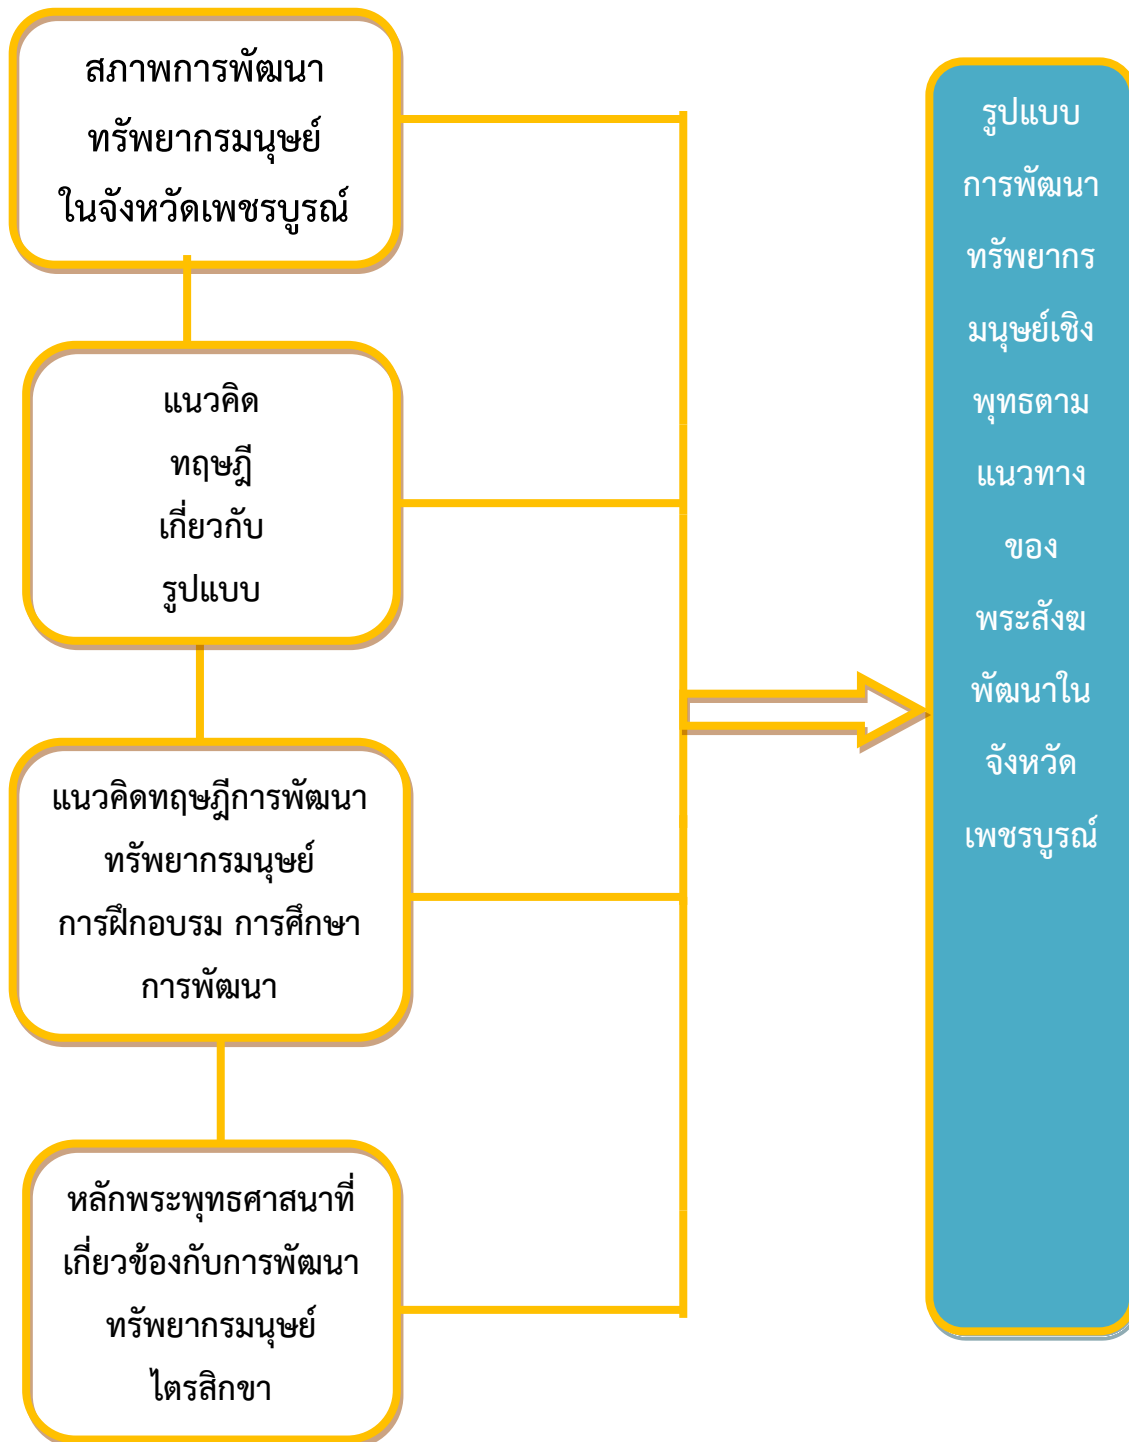 สภาพการพัฒนา
ทรัพยากรมนุษย์
ในจังหวัดเพชรบูรณ์
แนวคิด
ทฤษฎี
เกี่ยวกับ
รูปแบบ
แนวคิดทฤษฎีการพัฒนา
ทรัพยากรมนุษย์
การฝึกอบรม การศึกษา
การพัฒนา
หลักพระพุทธศาสนาที่
เกี่ยวข้องกับการพัฒนา
ทรัพยากรมนุษย์
ไตรสิกขา
รูปแบบ
การพัฒนา
ทรัพยากร
มนุษย์เชิง
พุทธตาม
แนวทาง
ของ
พระสังฆ
พัฒนาใน
จังหวัด
เพชรบูรณ์